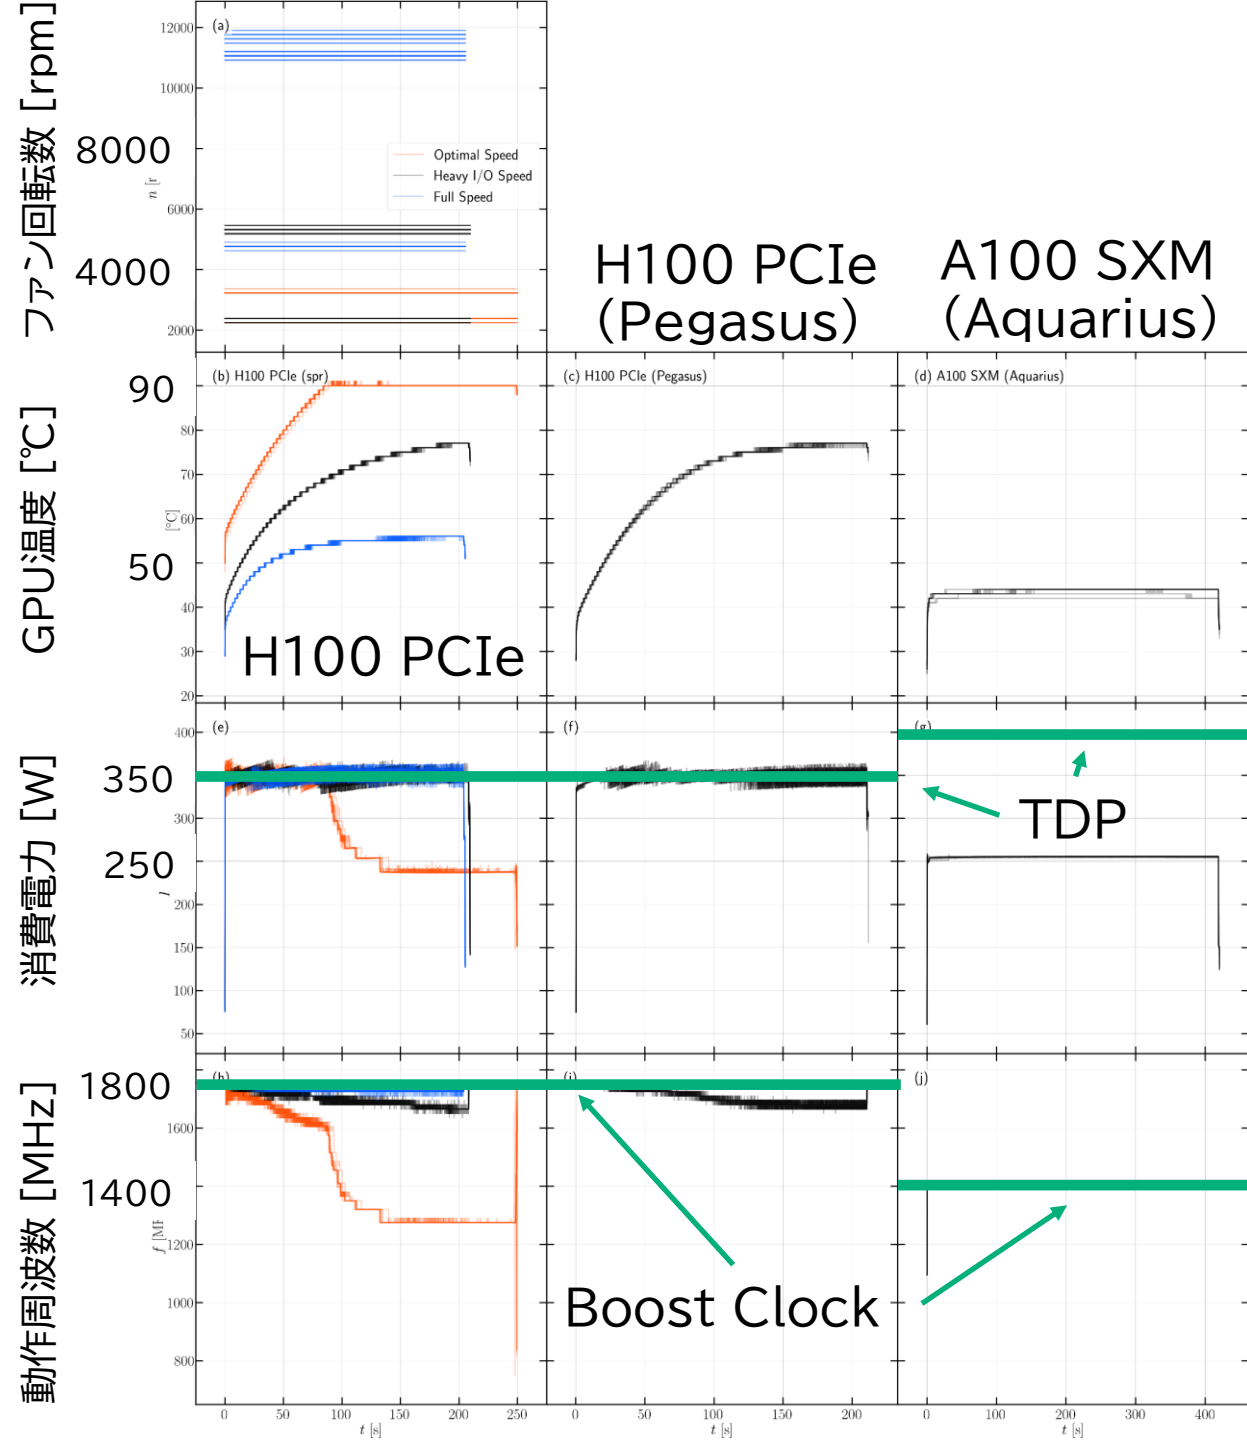 ファン回転数 [rpm]
(a)
12000
10000
8000
6000
4000
2000
n [r
Optimal Speed
Heavy I/O Speed
Full Speed
H100 PCIe
(Pegasus)
A100 SXM
(Aquarius)
GPU温度 [℃]
(b) H100 PCIe (spr)
(c) H100 PCIe (Pegasus)
(d) A100 SXM (Aquarius)
90
80
70
60
50
40
30
20
[°C]
H100 PCIe
消費電力 [W]
(e)
(f)
(g)
400
350
300
250
200
150
100
50
TDP
動作周波数 [MHz]
(j)
1800
1600
1400
1200
1000
800
f [MH
Boost Clock
0 50 100 150 200 250
0 50 100 150 200
0 100 200 300 400
t [s]
t [s]
t [s]